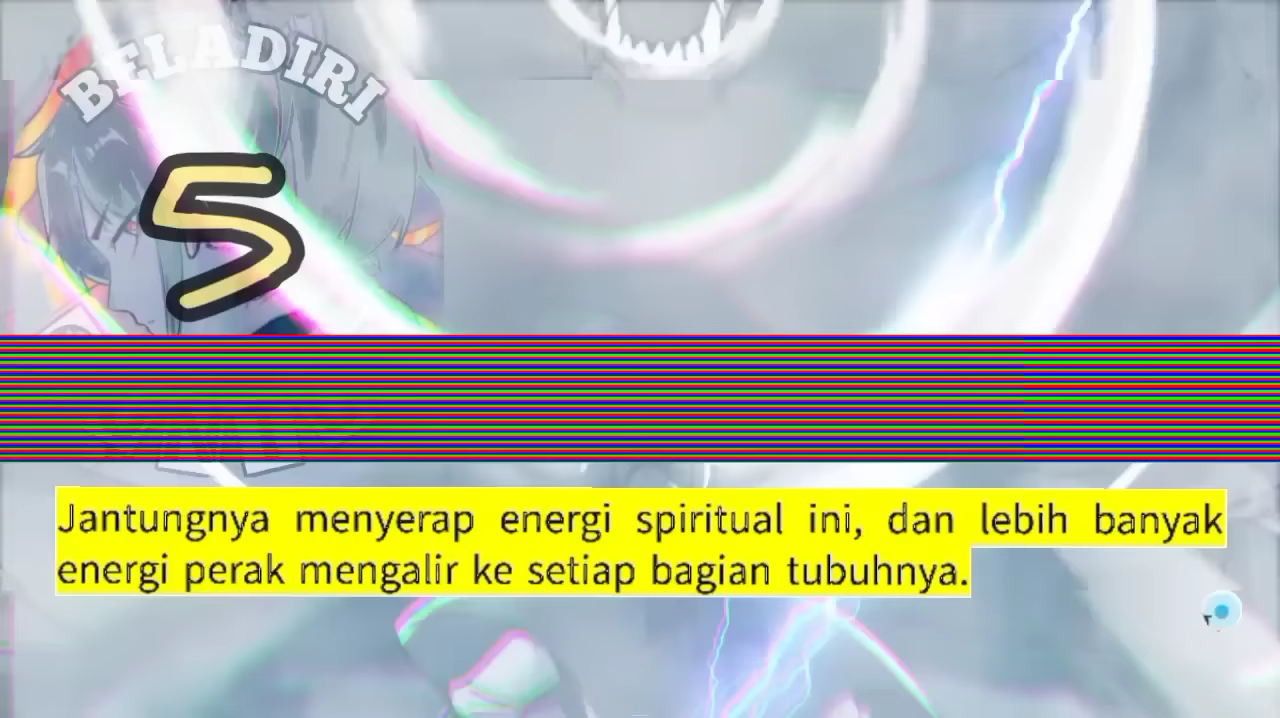 BELADIRI
5
Jantungnya menyerap energi spiritual ini, dan lebih banyak
energi perak mengalir ke setiap bagian tubuhnya.